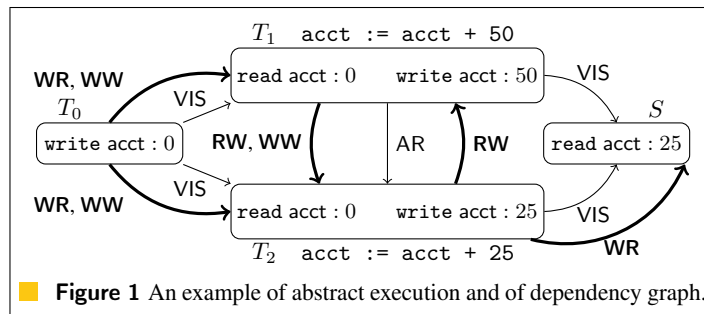 T₁ acct := acct + 50
WR, WW
read acct : 0 write acct : 50
VIS
VIS
T₀
S
write acct : 0
RW, WW
AR
RW
read acct : 25
VIS
WR, WW
read acct : 0 write acct : 25
VIS
WR
T₂ acct := acct + 25
Figure 1 An example of abstract execution and of dependency graph.